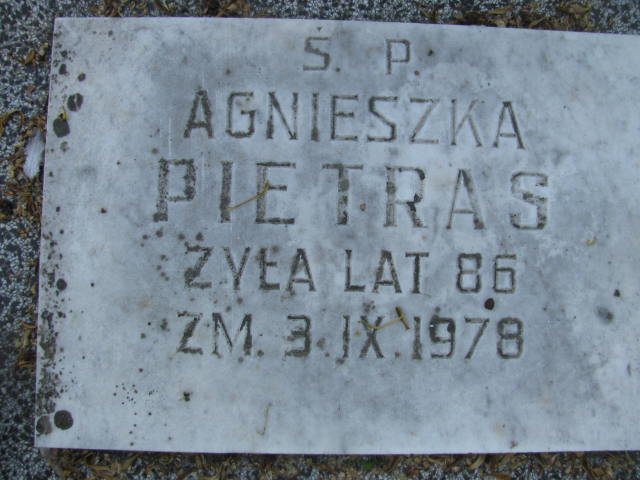 Ś. P.
AGNIESZKA
PIETRAS
ŻYŁA LAT 86
ZM. 3. IX. 1978